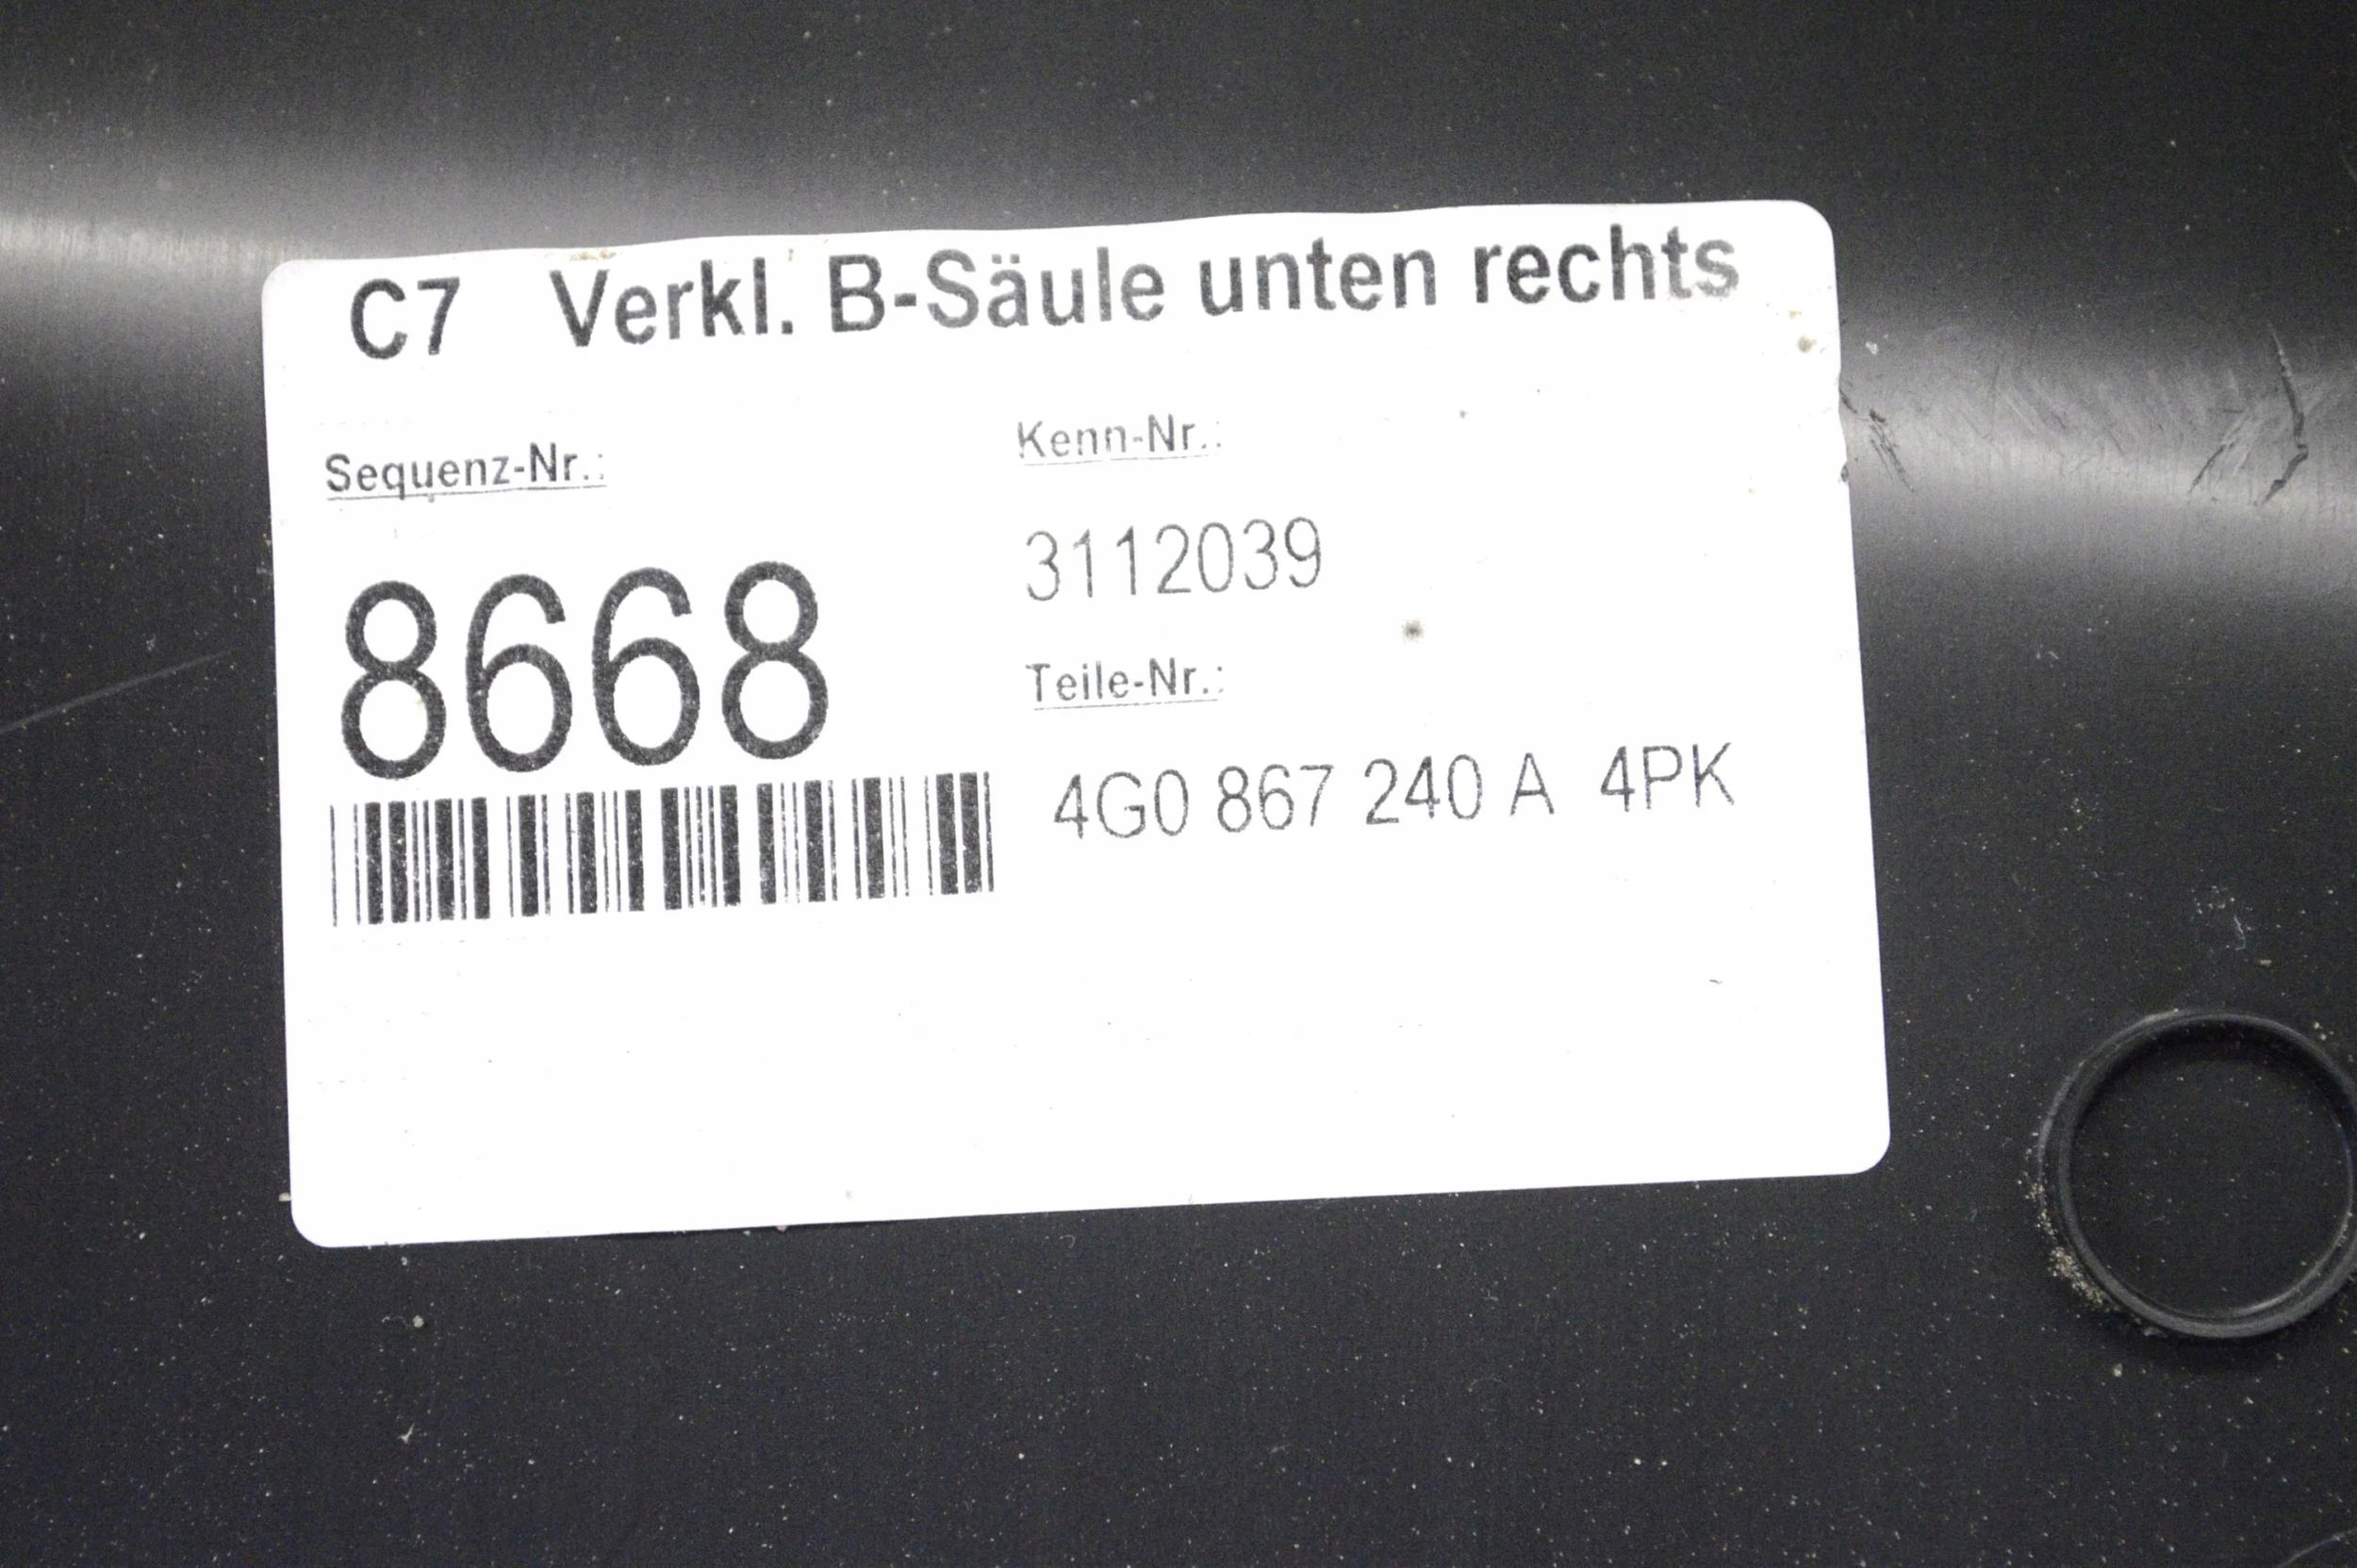 C7 Verkl. B-Säule unten rechts
Sequenz-Nr.:
8668
Kenn-Nr.:
3112039
Teile-Nr.:
4G0 867 240 A 4PK